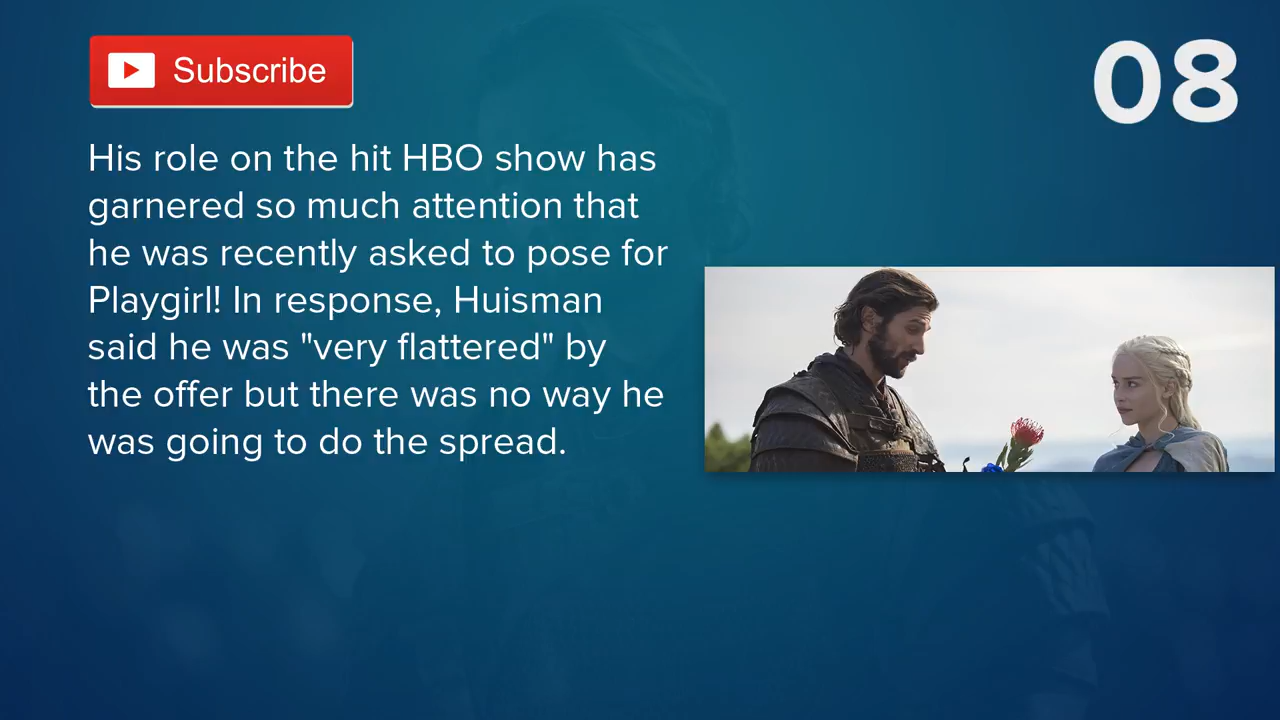 Subscribe
08
His role on the hit HBO show has
garnered so much attention that
he was recently asked to pose for
Playgirl! In response, Huisman
said he was "very flattered" by
the offer but there was no way he
was going to do the spread.